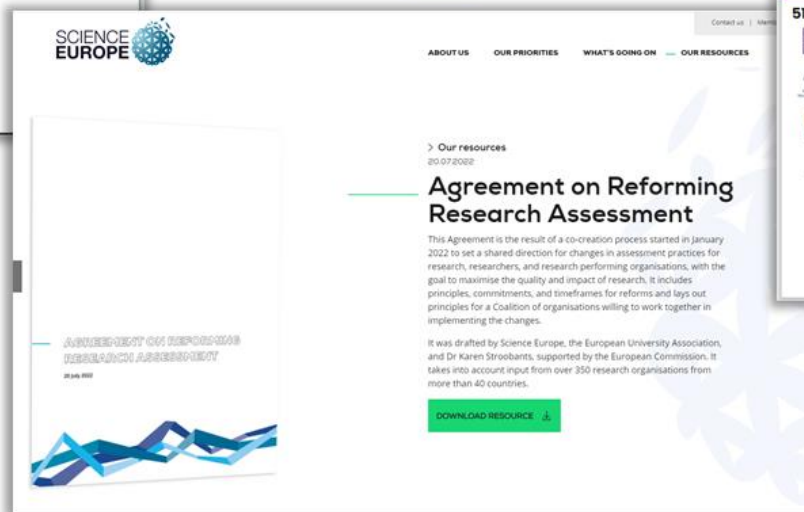 51
SCIENCE
EUROPE
Contact us |
ABOUT US OUR PRIORITIES WHAT'S GOING ON OUR RESOURCES
> Our resources
20.07.2022
Agreement on Reforming
Research Assessment
This Agreement is the result of a co-creation process started in January
2022 to set a shared direction for changes in assessment practices for
research, researchers, and research performing organisations, with the
goal to maximise the quality and impact of research. It includes
principles, commitments, and timeframes for reforms and lays out
principles for a Coalition of organisations willing to work together in
implementing the changes.
It was drafted by Science Europe, the European University Association,
and Dr Karen Stroobants, supported by the European Commission. It
takes into account input from over 350 research organisations from
more than 40 countries.
DOWNLOAD RESOURCE
AGREEMENT ON REFORMING
RESEARCH ASSESSMENT
20 July 2022